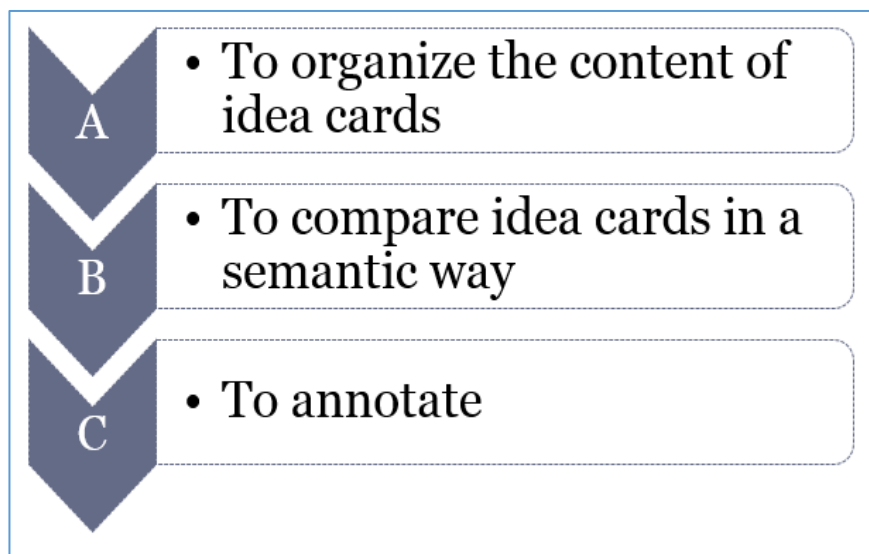 A
• To organize the content of
idea cards
B
• To compare idea cards in a
semantic way
C
• To annotate